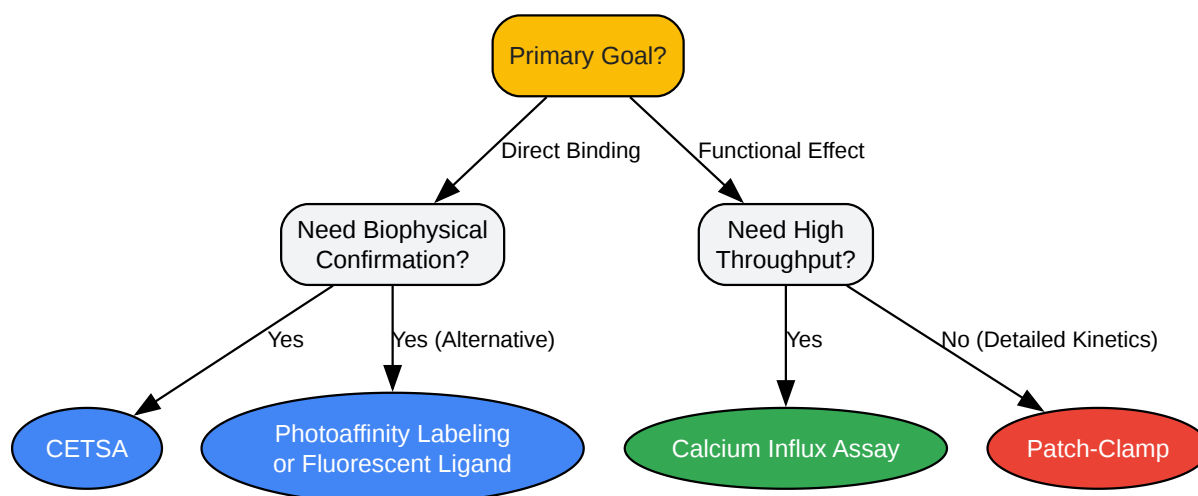 Primary Goal?
Direct Binding
Functional Effect
Need Biophysical
Confirmation?
Need High
Throughput?
Yes
Yes (Alternative)
Yes
No (Detailed Kinetics)
CETSA
Photoaffinity Labeling
or Fluorescent Ligand
Calcium Influx Assay
Patch-Clamp